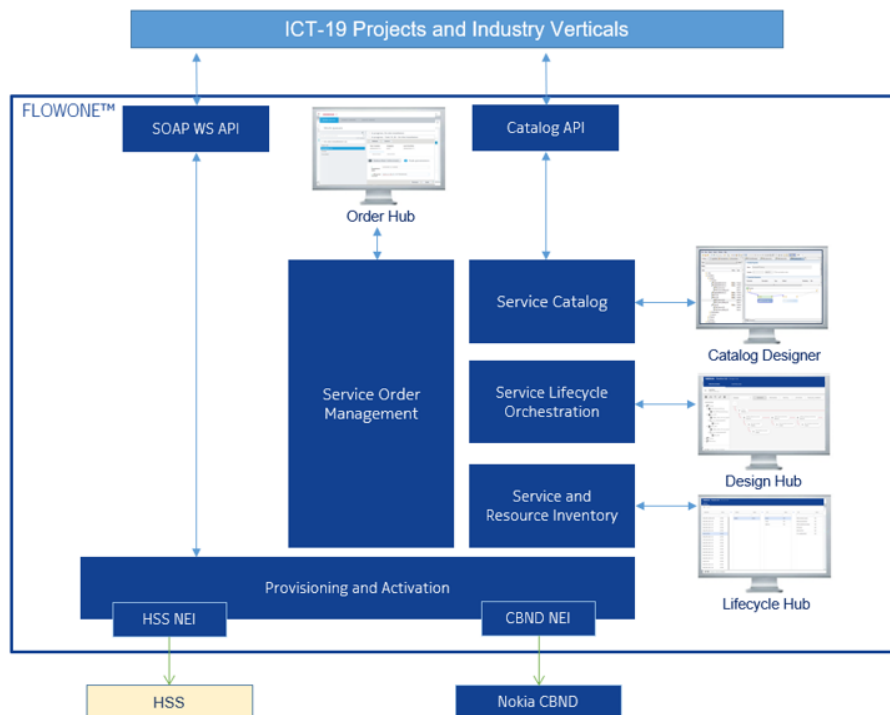 ICT-19 Projects and Industry Verticals
FLOWONE™
SOAP WS API
Catalog API
Order Hub
Service Order
Management
Service Catalog
Catalog Designer
Service Lifecycle
Orchestration
Design Hub
Service and
Resource Inventory
Lifecycle Hub
Provisioning and Activation
HSS NEI
CBND NEI
HSS
Nokia CBND